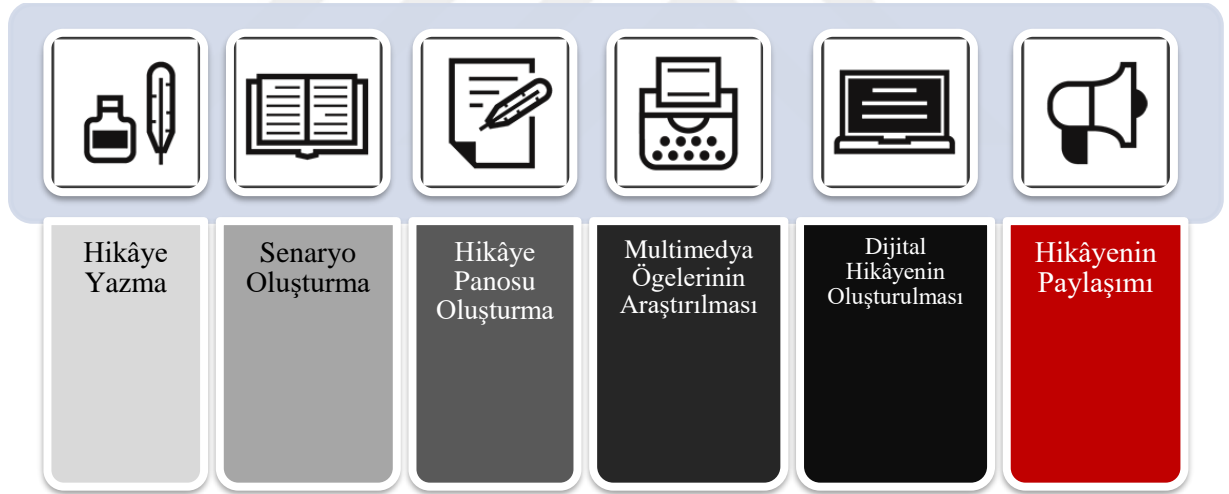 Hikâye
Yazma
Senaryo
Oluşturma
Hikâye
Panosu
Oluşturma
Multimedya
Ögelerinin
Araştırılması
Dijital
Hikâyenin
Oluşturulması
Hikâyenin
Paylaşımı